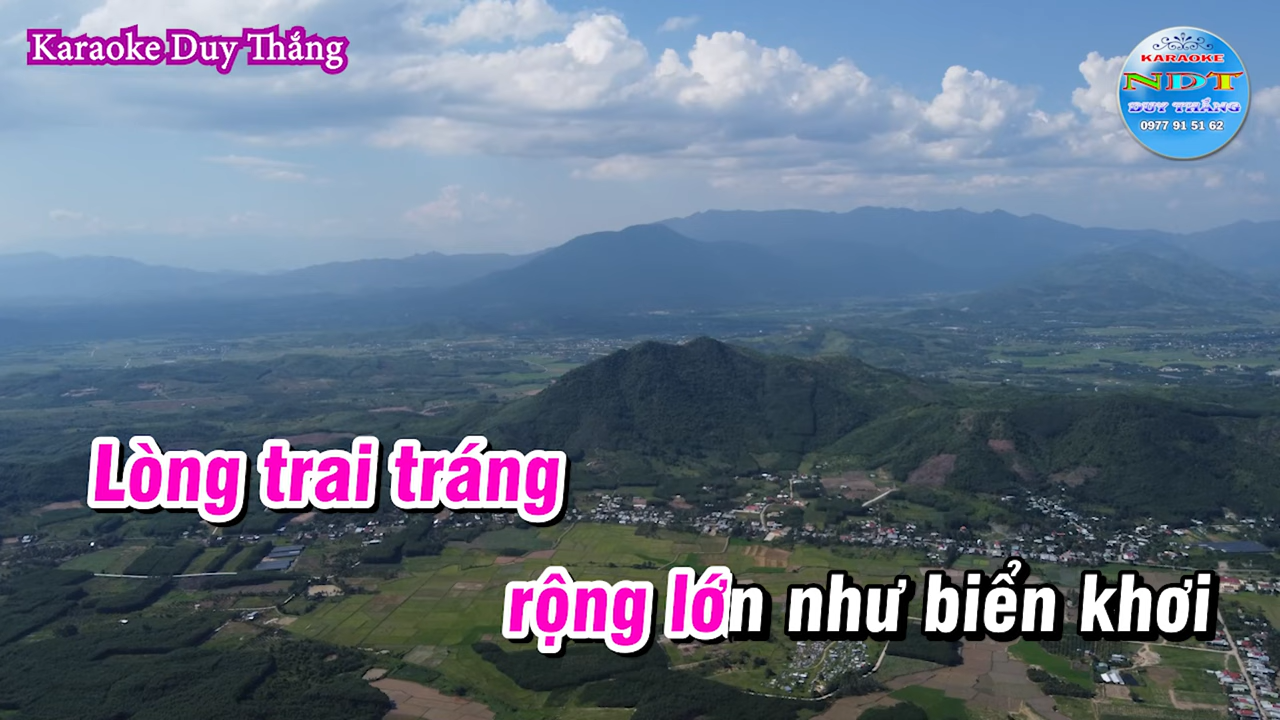 Karaoke Duy Thắng
KARAOKE
NDT
DUY THẮNG
0977 91 51 62
Lòng trai tráng
rộng lớn như biển khơi